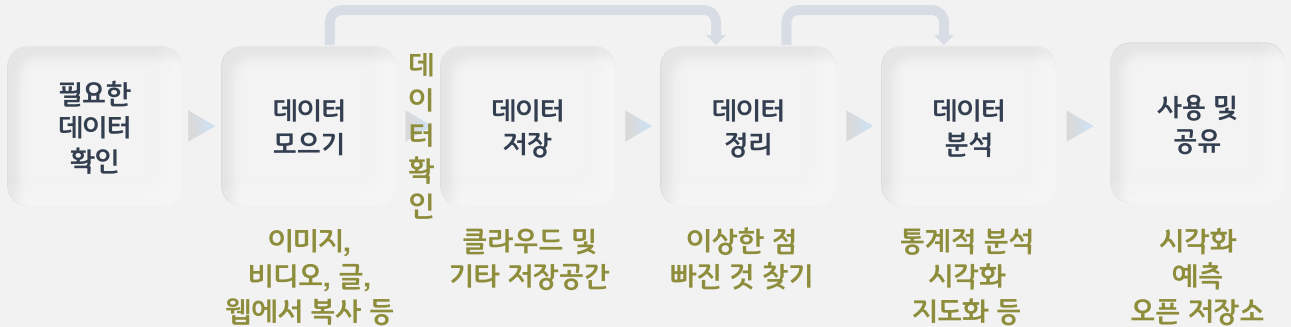 필요한
데이터
확인
데이터
모으기
데
이
터
확
인
데이터
저장
데이터
정리
데이터
분석
사용 및
공유
이미지,
비디오, 글,
웹에서 복사 등
클라우드 및
기타 저장공간
이상한 점
빠진 것 찾기
통계적 분석
시각화
지도화 등
시각화
예측
오픈 저장소